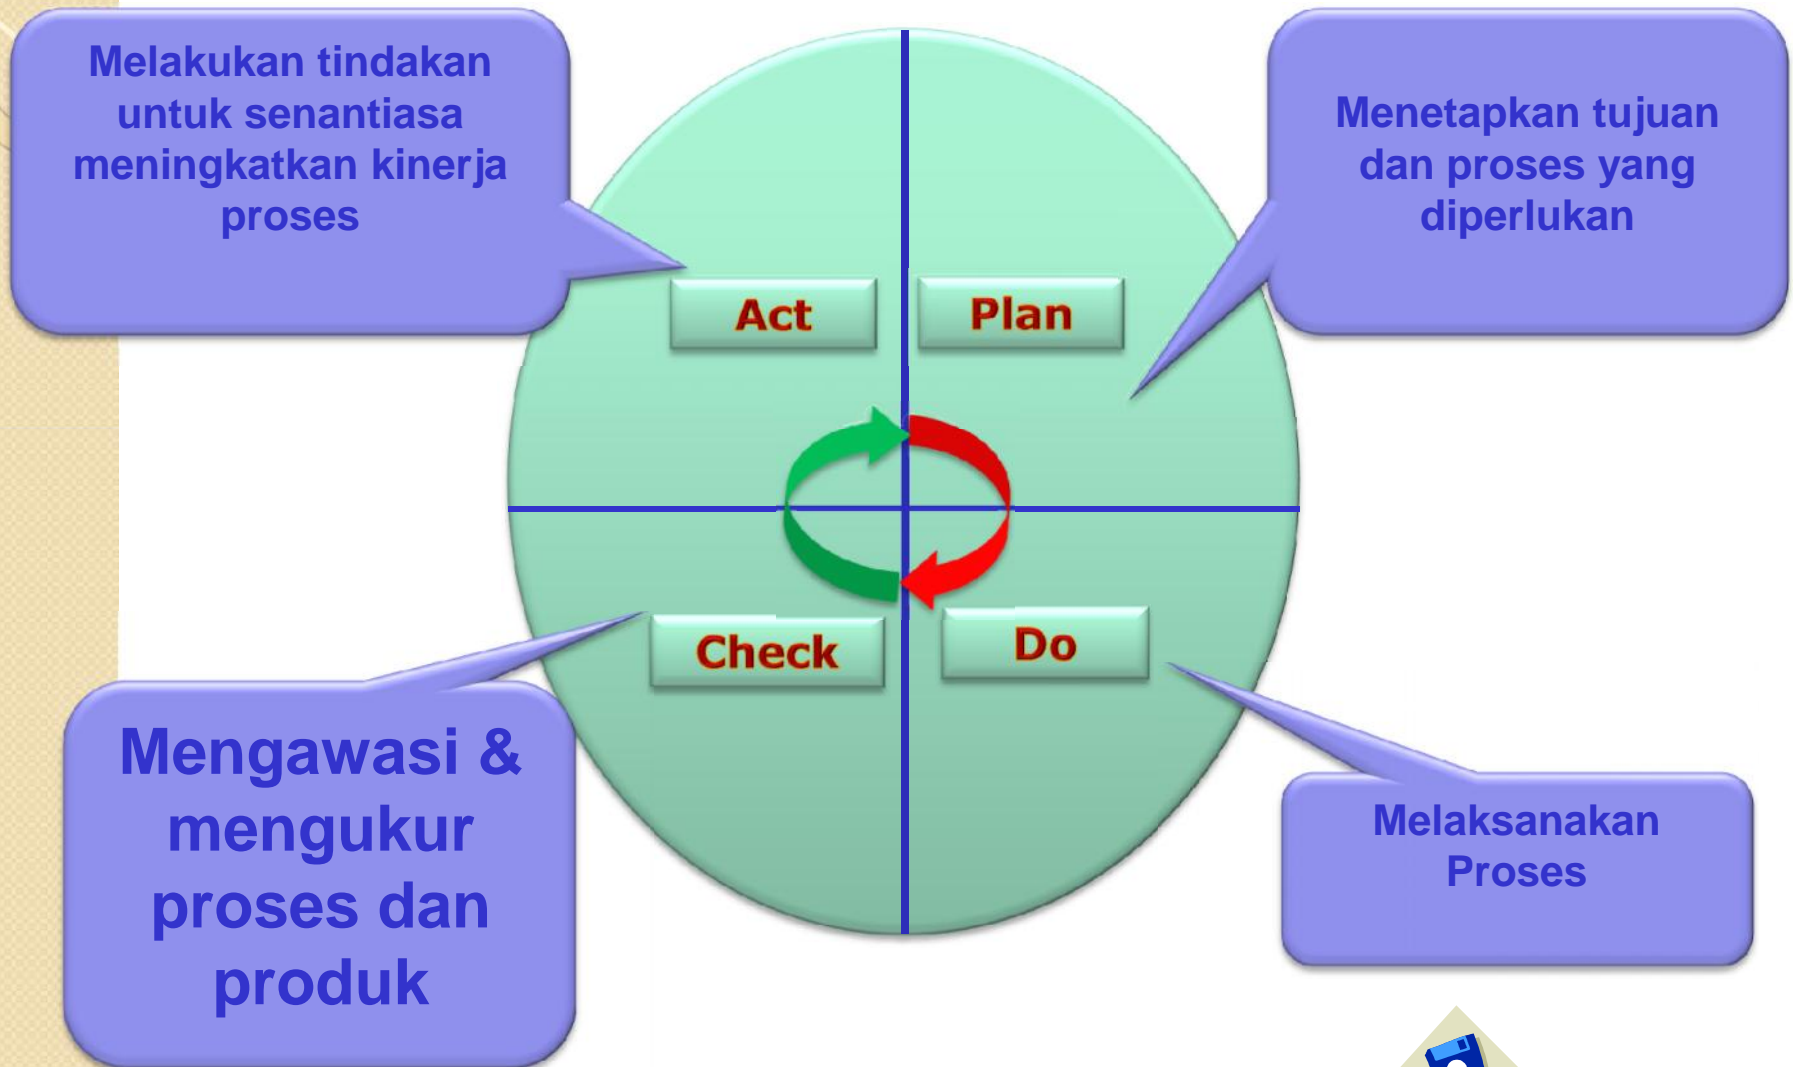 Melakukan tindakan
untuk senantiasa
meningkatkan kinerja
proses
Menetapkan tujuan
dan proses yang
diperlukan
Act
Plan
Check
Do
Mengawasi &
mengukur
proses dan
produk
Melaksanakan
Proses